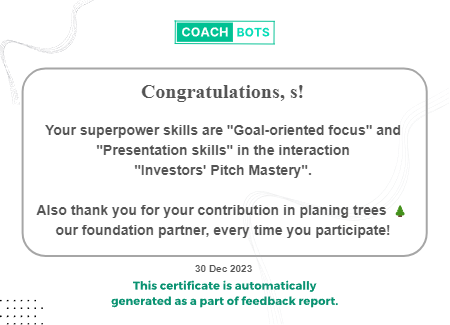 COACH BOTS
Congratulations, s!
Your superpower skills are "Goal-oriented focus" and
"Presentation skills" in the interaction
"Investors' Pitch Mastery".
Also thank you for your contribution in planing trees 🌲
our foundation partner, every time you participate!
30 Dec 2023
This certificate is automatically
generated as a part of feedback report.